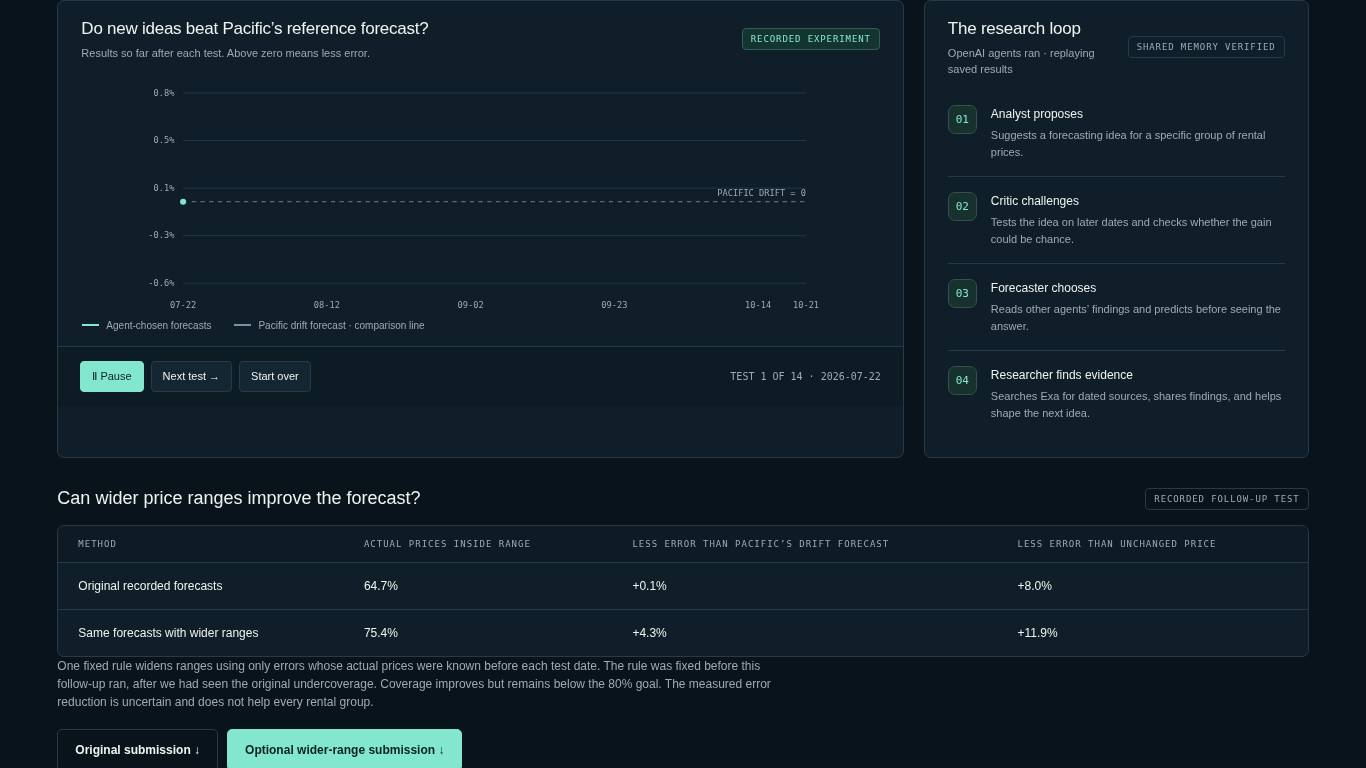 Do new ideas beat Pacific's reference forecast?
Results so far after each test. Above zero means less error.
RECORDED EXPERIMENT
0.8%
0.5%
0.1%
PACIFIC DRIFT = 0
-0.3%
-0.6%
07-22 08-12 09-02 09-23 10-14 10-21
Agent-chosen forecasts Pacific drift forecast · comparison line
Ⅱ Pause Next test → Start over TEST 1 OF 14 · 2026-07-22
The research loop
OpenAI agents ran · replaying
saved results
SHARED MEMORY VERIFIED
01 Analyst proposes
Suggests a forecasting idea for a specific group of rental
prices.
02 Critic challenges
Tests the idea on later dates and checks whether the gain
could be chance.
03 Forecaster chooses
Reads other agents' findings and predicts before seeing the
answer.
04 Researcher finds evidence
Searches Exa for dated sources, shares findings, and helps
shape the next idea.
Can wider price ranges improve the forecast?
RECORDED FOLLOW-UP TEST
METHOD ACTUAL PRICES INSIDE RANGE LESS ERROR THAN PACIFIC'S DRIFT FORECAST LESS ERROR THAN UNCHANGED PRICE
Original recorded forecasts 64.7% +0.1% +8.0%
Same forecasts with wider ranges 75.4% +4.3% +11.9%
One fixed rule widens ranges using only errors whose actual prices were known before each test date. The rule was fixed before this
follow-up ran, after we had seen the original undercoverage. Coverage improves but remains below the 80% goal. The measured error
reduction is uncertain and does not help every rental group.
Original submission ↓ Optional wider-range submission ↓